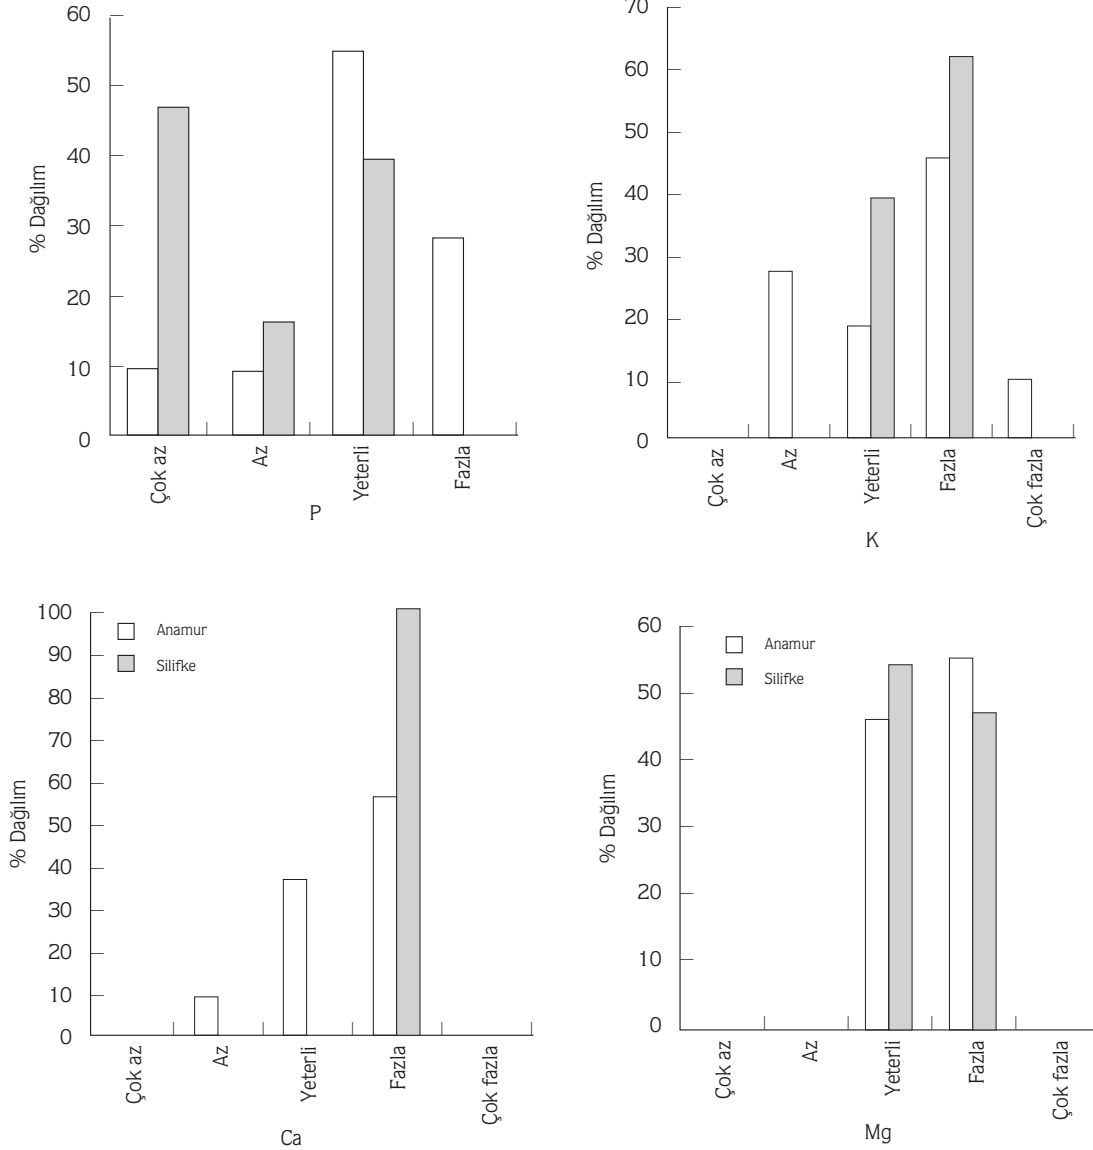 60
50
40
30
20
10
0
% Dağılım
Çok az
Az
Yeterli
Fazla
P
70
60
50
40
30
20
10
0
% Dağılım
Çok az
Az
Yeterli
Fazla
Çok fazla
K
100
90
80
70
60
50
40
30
20
10
0
% Dağılım
Anamur
Silifke
Çok az
Az
Yeterli
Fazla
Çok fazla
Ca
60
50
40
30
20
10
0
% Dağılım
Anamur
Silifke
Çok az
Az
Yeterli
Fazla
Çok fazla
Mg